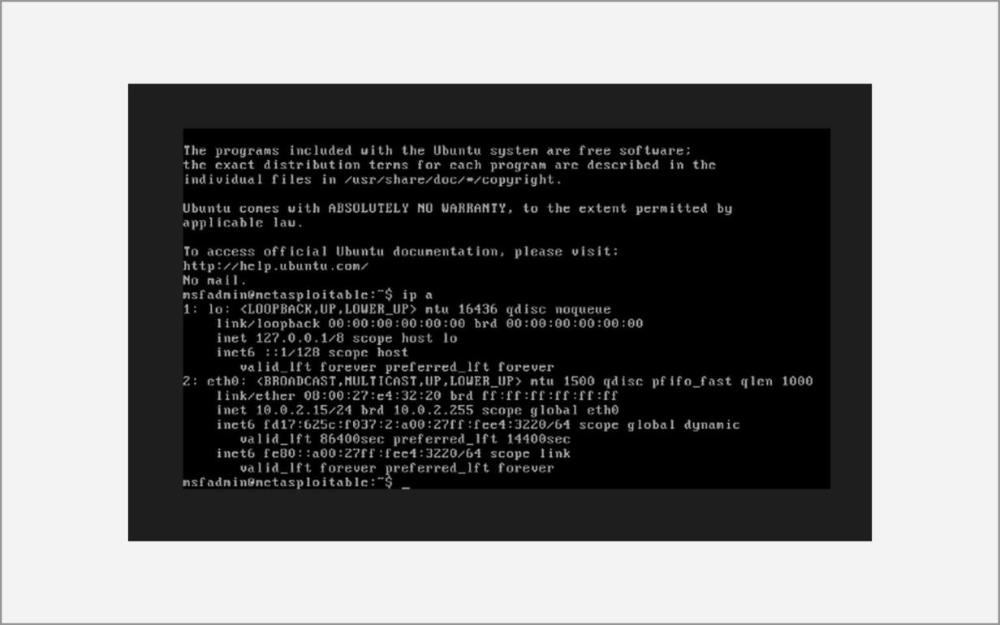 The programs included with the Ubuntu system are free software;
the exact distribution terms for each program are described in the
individual files in /usr/share/doc/*/copyright.
Ubuntu comes with ABSOLUTELY NO WARRANTY, to the extent permitted by
applicable law.
To access official Ubuntu documentation, please visit:
http://help.ubuntu.com/
No mail.
msfadmin@metasploitable:~$ ip a
1: lo: <LOOPBACK,UP,LOWER_UP> mtu 16436 qdisc noqueue
link/loopback 00:00:00:00:00:00 brd 00:00:00:00:00:00
inet 127.0.0.1/8 scope host lo
inet6 ::1/128 scope host
valid_lft forever preferred_lft forever
2: eth0: <BROADCAST,MULTICAST,UP,LOWER_UP> mtu 1500 qdisc pfifo_fast qlen 1000
link/ether 08:00:27:e4:32:20 brd ff:ff:ff:ff:ff:ff
inet 10.0.2.15/24 brd 10.0.2.255 scope global eth0
inet6 fd17:625c:f037:2:a00:27ff:fee4:3220/64 scope global dynamic
valid_lft 86400sec preferred_lft 14400sec
inet6 fe80::a00:27ff:fee4:3220/64 scope link
valid_lft forever preferred_lft forever
msfadmin@metasploitable:~$ _